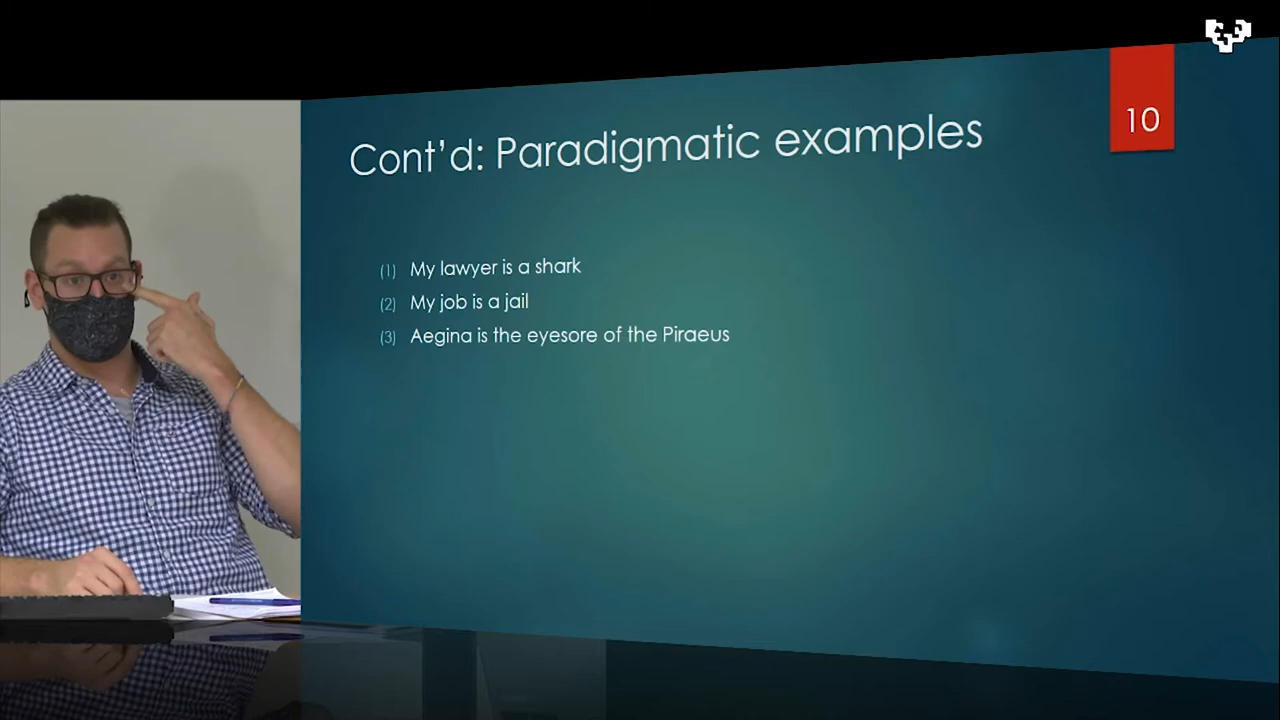 Cont'd: Paradigmatic examples
10
(1) My lawyer is a shark
(2) My job is a jail
(3) Aegina is the eyesore of the Piraeus